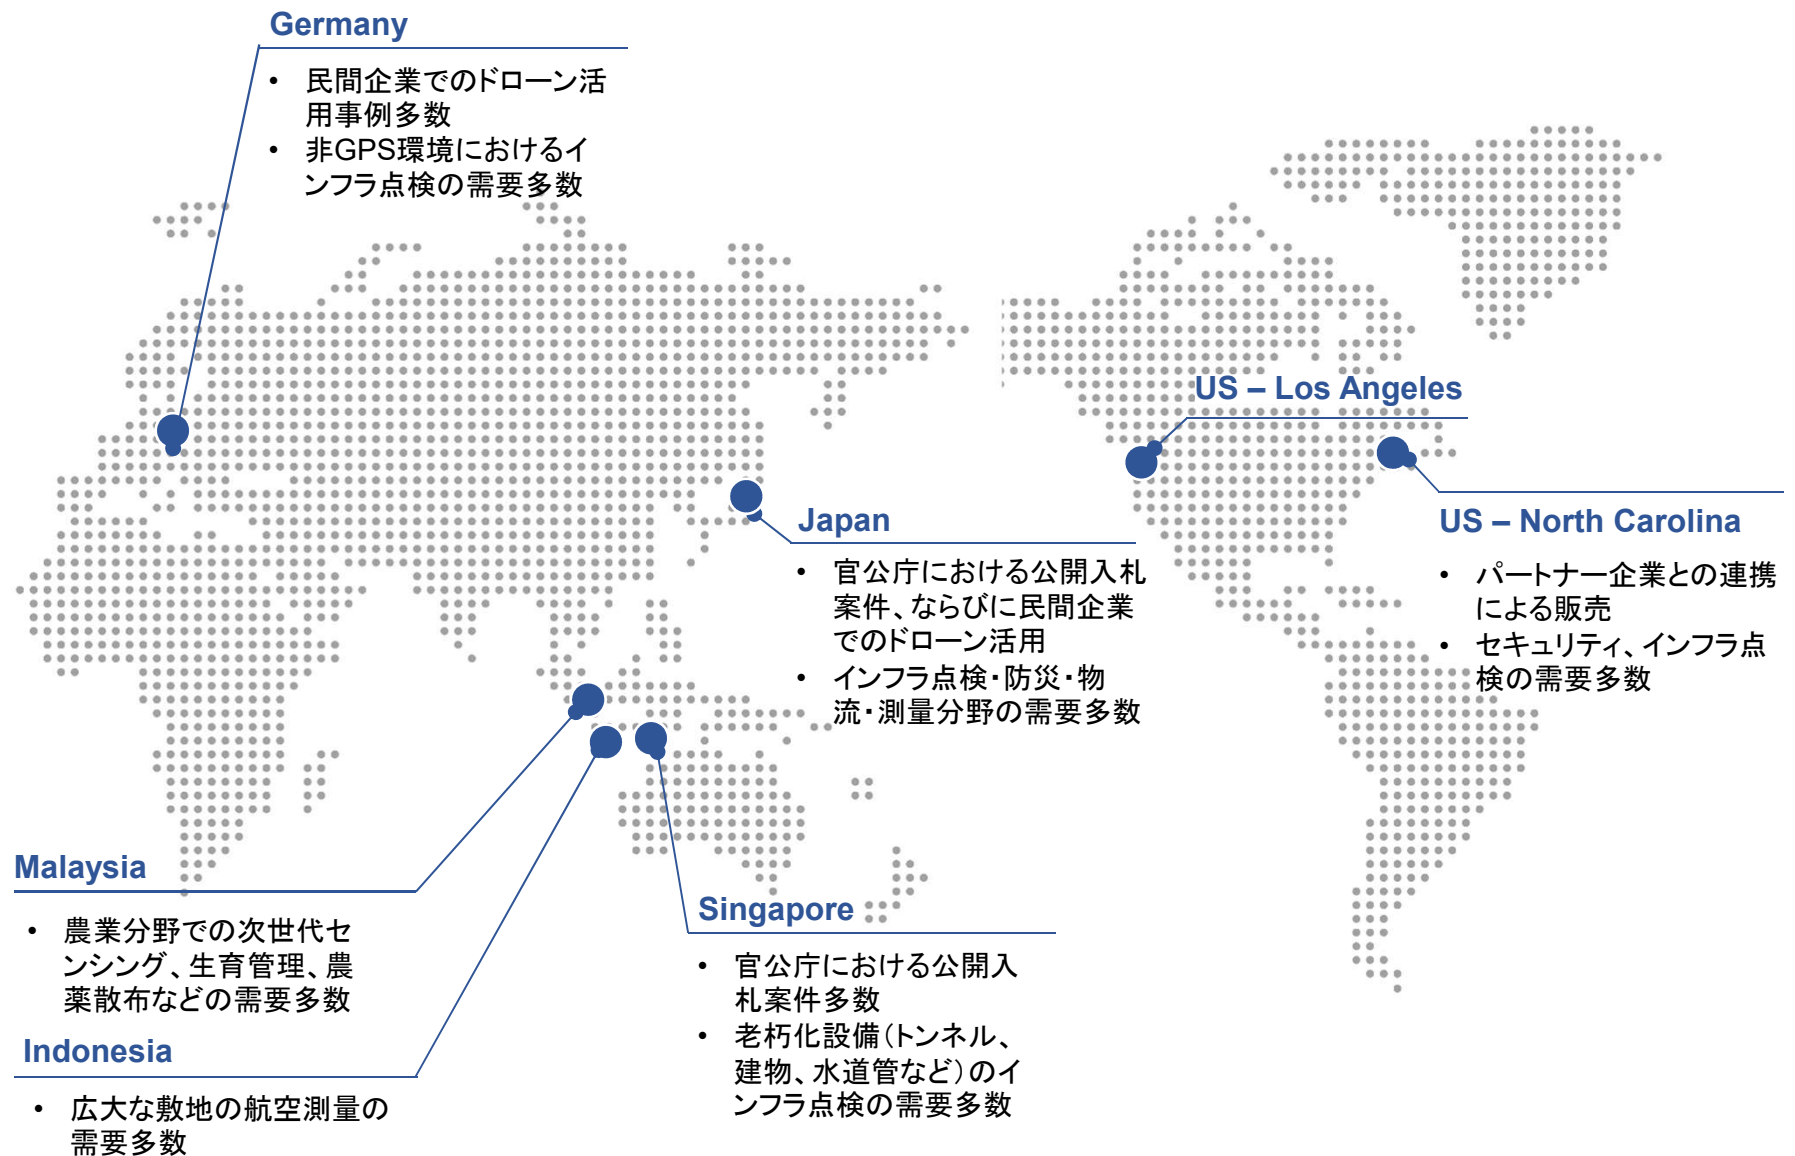 Germany
• 民間企業でのドローン活
用事例多数
• 非GPS環境におけるイ
ンフラ点検の需要多数
US – Los Angeles
US – North Carolina
• パートナー企業との連携
による販売
• セキュリティ、インフラ点
検の需要多数
Japan
• 官公庁における公開入札
案件、ならびに民間企業
でのドローン活用
• インフラ点検・防災・物
流・測量分野の需要多数
Malaysia
• 農業分野での次世代セ
ンシング、生育管理、農
薬散布などの需要多数
Indonesia
• 広大な敷地の航空測量の
需要多数
Singapore
• 官公庁における公開入
札案件多数
• 老朽化設備（トンネル、
建物、水道管など）のイ
ンフラ点検の需要多数